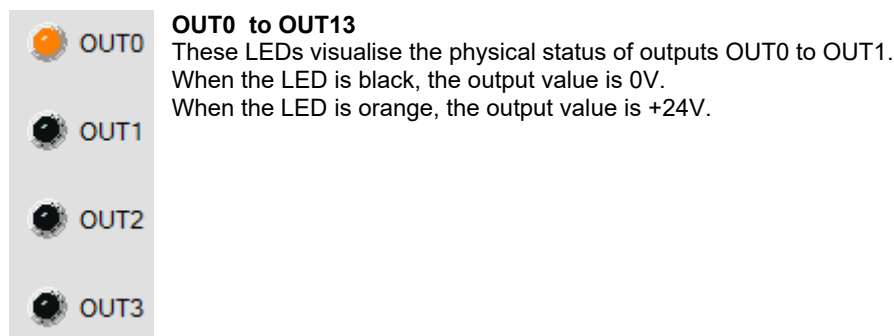 OUT0 to OUT13
These LEDs visualise the physical status of outputs OUT0 to OUT1.
When the LED is black, the output value is 0V.
When the LED is orange, the output value is +24V.
OUT0
OUT1
OUT2
OUT3